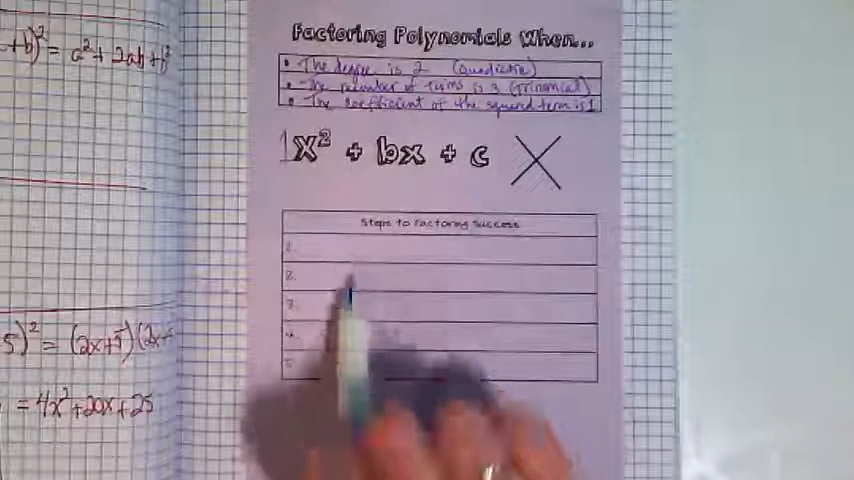 +b)² = a² + 2ab + b²
5)² = (2x+5)(2x+5
= 4x² + 20x + 25
Factoring Polynomials When...
• The degree is 2 (quadratic)
• The number of terms is 3 (trinomial)
• The coefficient of the squared term is 1
1x² + bx + c
Steps to Factoring Success
1.
2.
3.
4.
5.